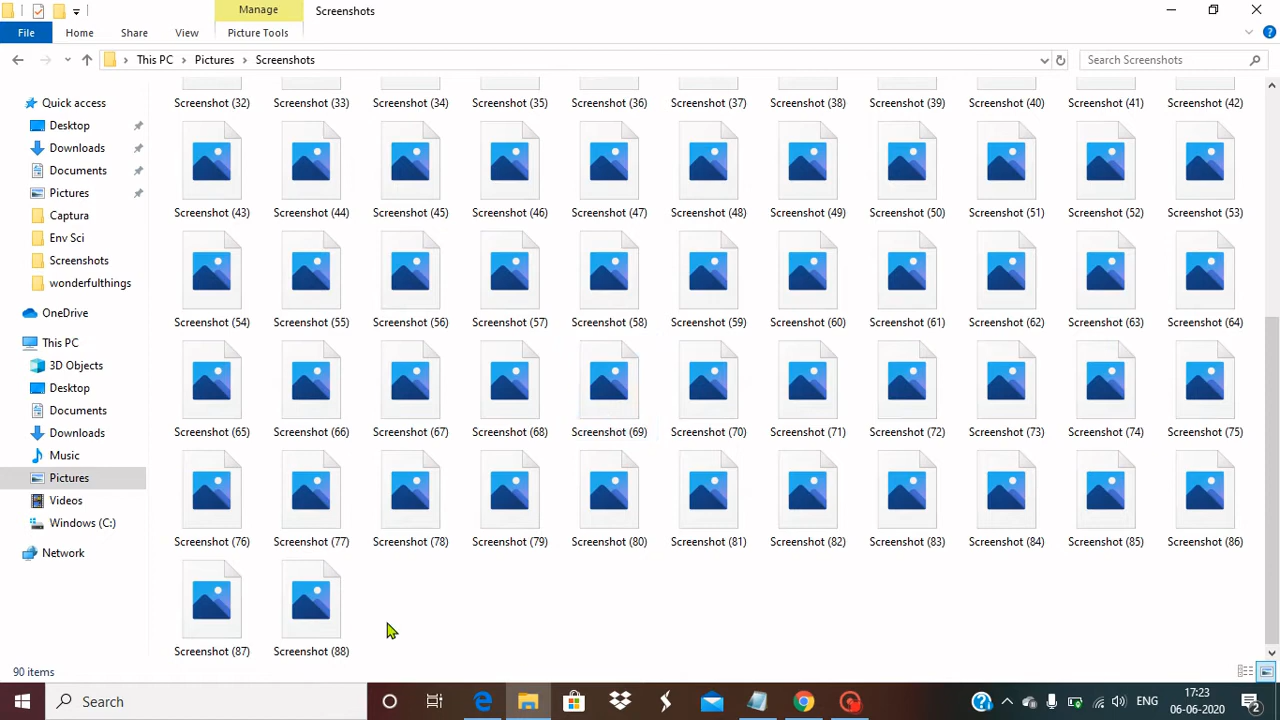 Manage
Screenshots
File
Home
Share
View
Picture Tools
This PC
Pictures
Screenshots
Search Screenshots
Quick access
Desktop
Downloads
Documents
Pictures
Captura
Env Sci
Screenshots
wonderfulthings
OneDrive
This PC
3D Objects
Desktop
Documents
Downloads
Music
Pictures
Videos
Windows (C:)
Network
Screenshot (32) Screenshot (33) Screenshot (34) Screenshot (35) Screenshot (36) Screenshot (37) Screenshot (38) Screenshot (39) Screenshot (40) Screenshot (41) Screenshot (42)
Screenshot (43) Screenshot (44) Screenshot (45) Screenshot (46) Screenshot (47) Screenshot (48) Screenshot (49) Screenshot (50) Screenshot (51) Screenshot (52) Screenshot (53)
Screenshot (54) Screenshot (55) Screenshot (56) Screenshot (57) Screenshot (58) Screenshot (59) Screenshot (60) Screenshot (61) Screenshot (62) Screenshot (63) Screenshot (64)
Screenshot (65) Screenshot (66) Screenshot (67) Screenshot (68) Screenshot (69) Screenshot (70) Screenshot (71) Screenshot (72) Screenshot (73) Screenshot (74) Screenshot (75)
Screenshot (76) Screenshot (77) Screenshot (78) Screenshot (79) Screenshot (80) Screenshot (81) Screenshot (82) Screenshot (83) Screenshot (84) Screenshot (85) Screenshot (86)
Screenshot (87) Screenshot (88)
90 items
Search
ENG
17:23
06-06-2020
2